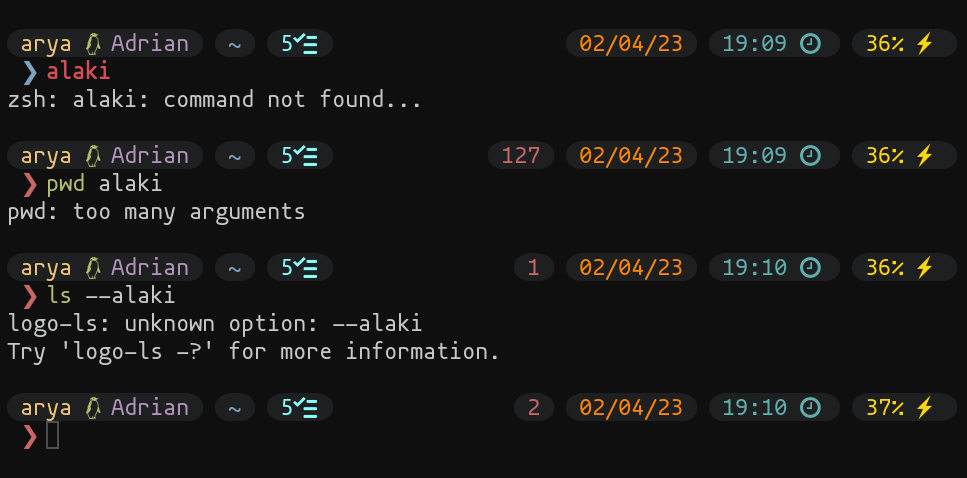 arya Adrian ~ 5 02/04/23 19:09 36% 
❯ alaki
zsh: alaki: command not found...
arya Adrian ~ 5 127 02/04/23 19:09 36%
❯ pwd alaki
pwd: too many arguments
arya Adrian ~ 5 1 02/04/23 19:10 36%
❯ ls --alaki
logo-ls: unknown option: --alaki
Try 'logo-ls -?' for more information.
arya Adrian ~ 5 2 02/04/23 19:10 37%
❯